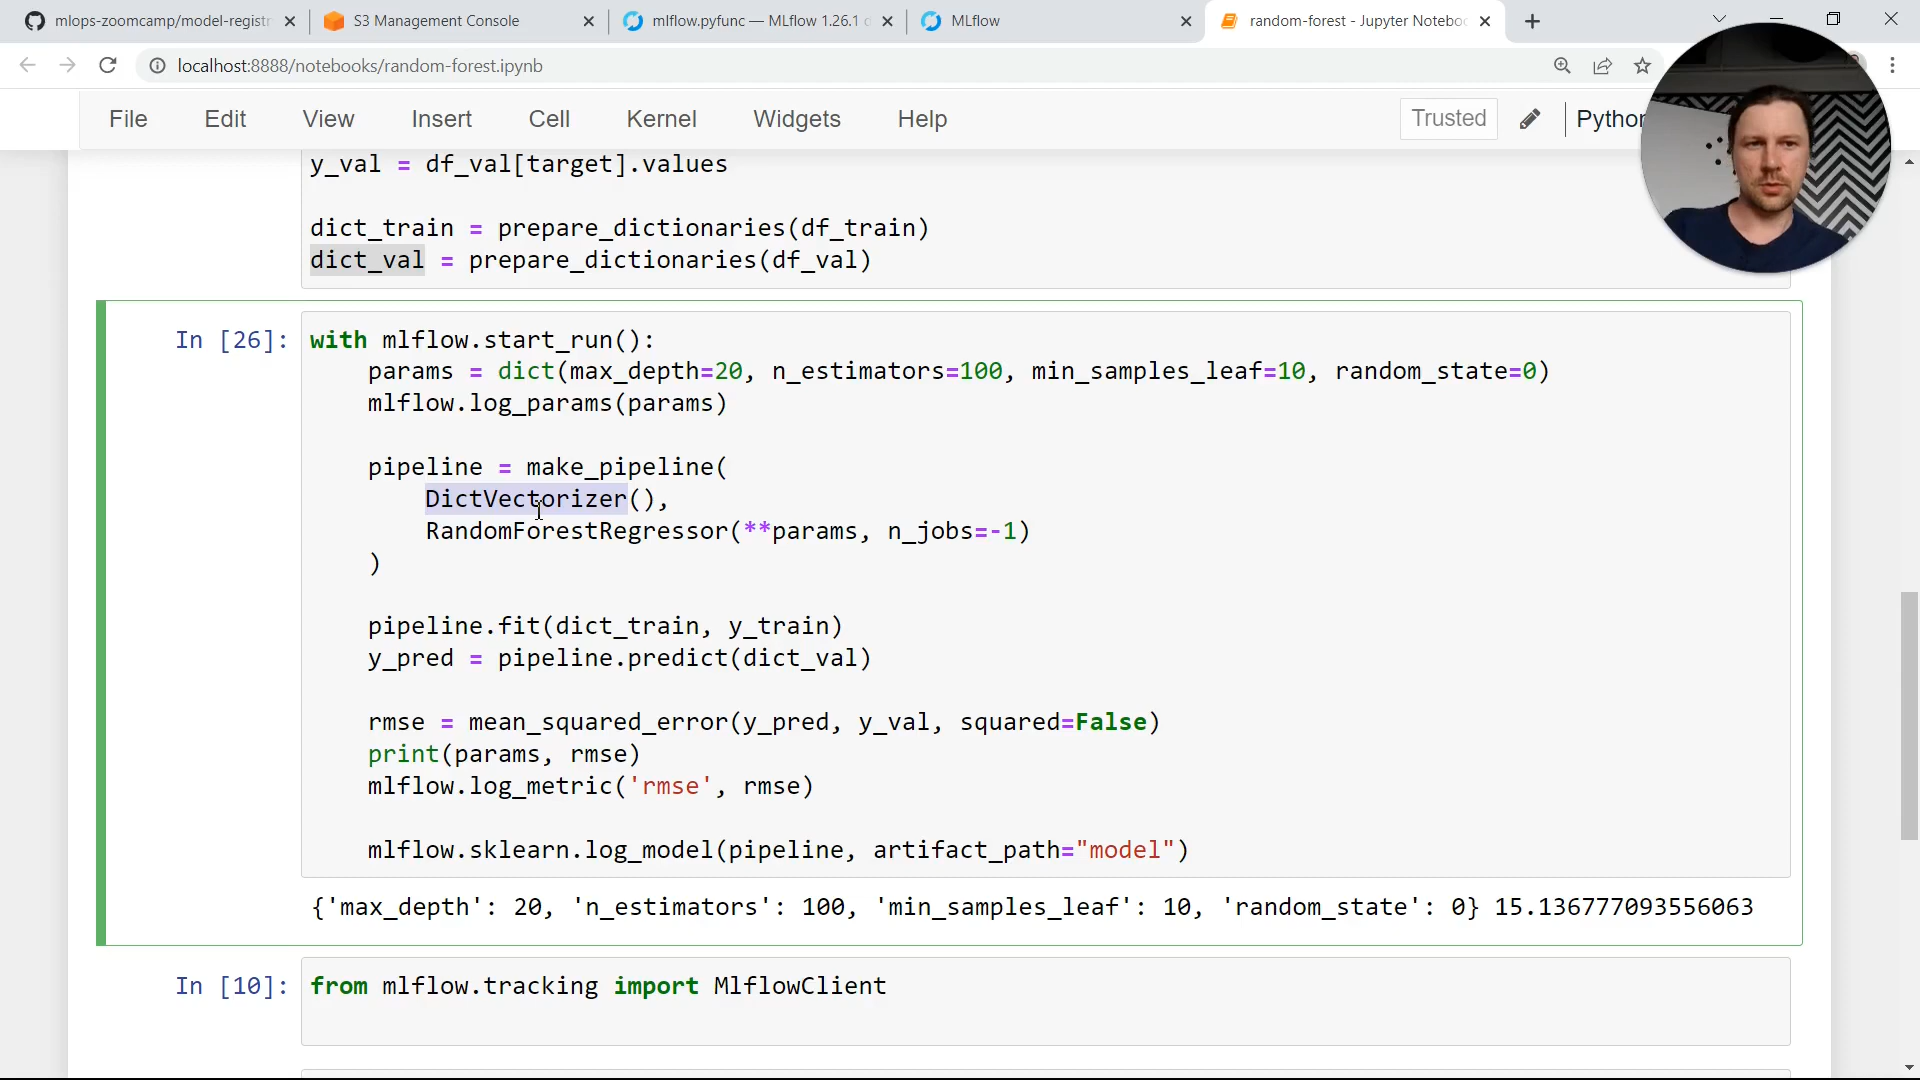 mlops-zoomcamp/model-registr
S3 Management Console
mlflow.pyfunc — MLflow 1.26.1 d
MLflow
random-forest - Jupyter Noteboo
localhost:8888/notebooks/random-forest.ipynb
File Edit View Insert Cell Kernel Widgets Help Trusted Python
y_val = df_val[target].values
dict_train = prepare_dictionaries(df_train)
dict_val = prepare_dictionaries(df_val)
In [26]:
with mlflow.start_run():
params = dict(max_depth=20, n_estimators=100, min_samples_leaf=10, random_state=0)
mlflow.log_params(params)
pipeline = make_pipeline(
DictVectorizer(),
RandomForestRegressor(**params, n_jobs=-1)
)
pipeline.fit(dict_train, y_train)
y_pred = pipeline.predict(dict_val)
rmse = mean_squared_error(y_pred, y_val, squared=False)
print(params, rmse)
mlflow.log_metric('rmse', rmse)
mlflow.sklearn.log_model(pipeline, artifact_path="model")
{'max_depth': 20, 'n_estimators': 100, 'min_samples_leaf': 10, 'random_state': 0} 15.136777093556063
In [10]:
from mlflow.tracking import MlflowClient